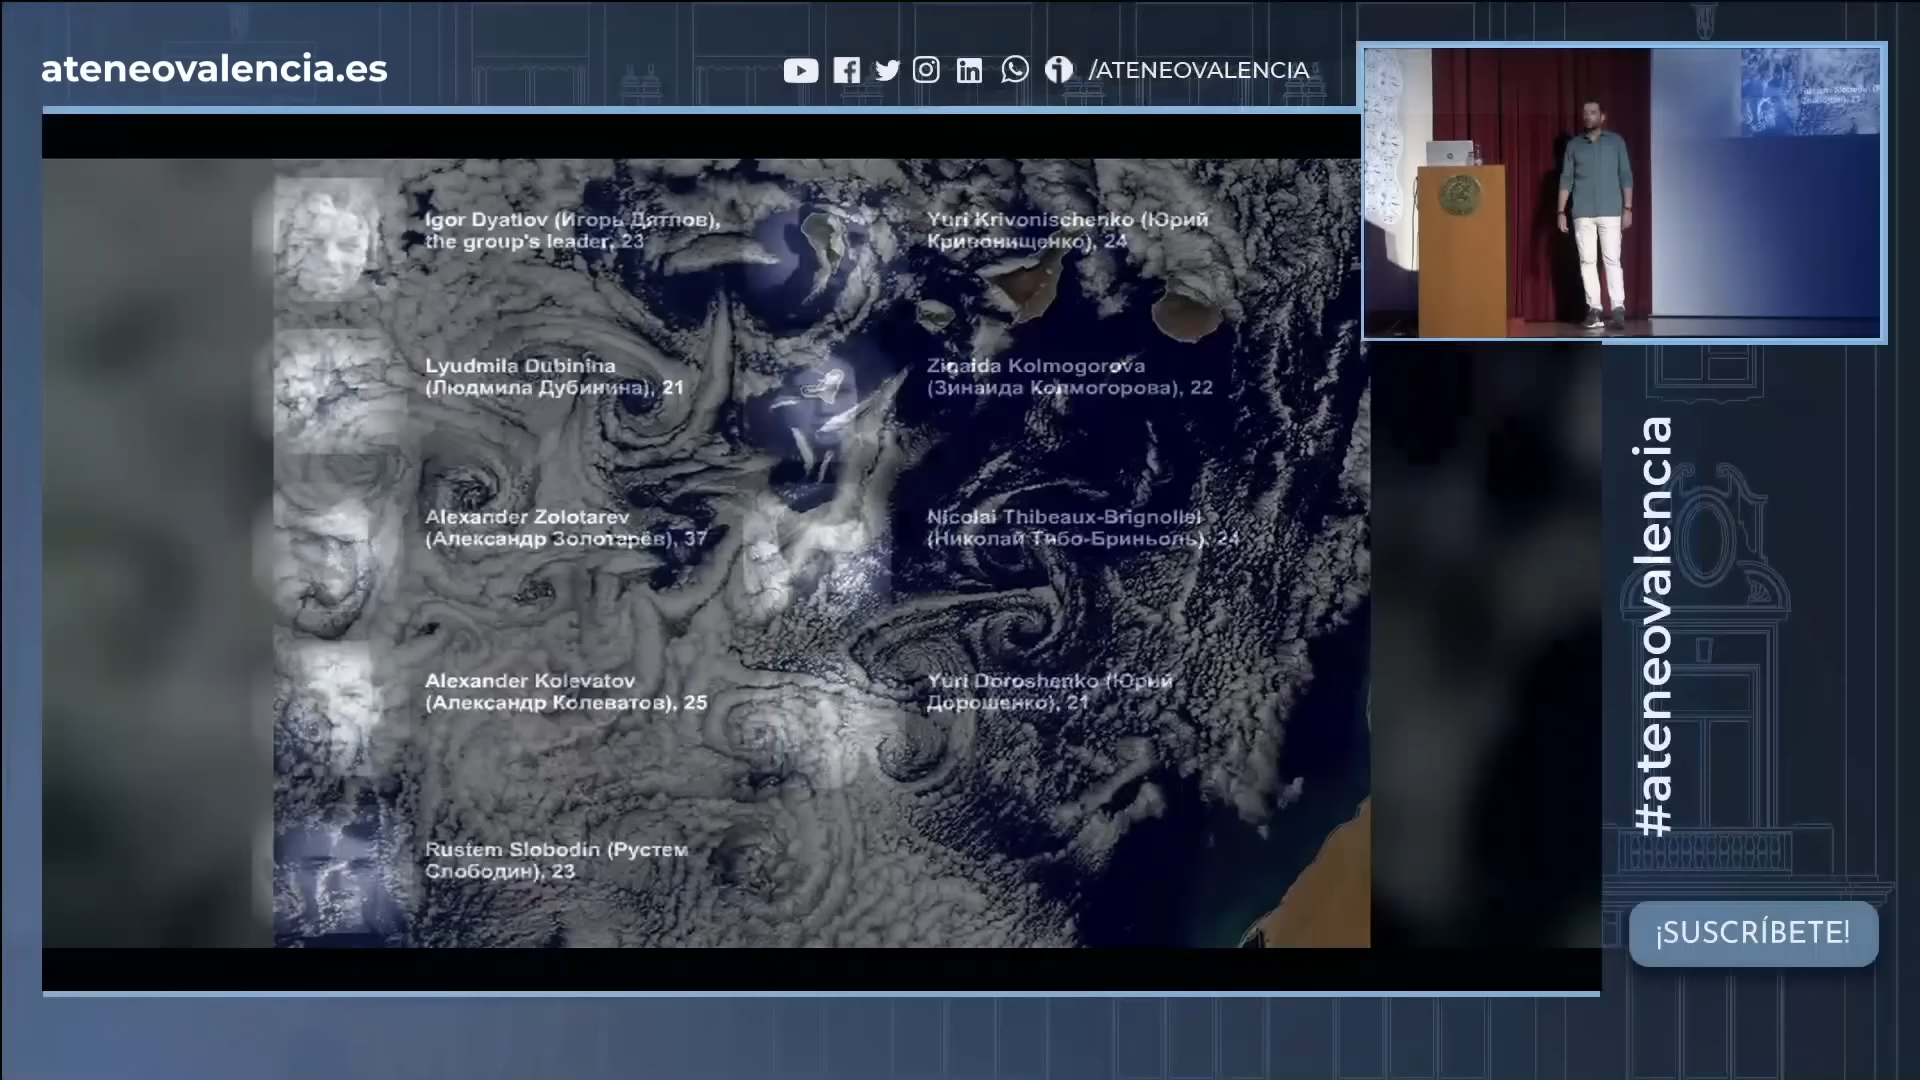 ateneovalencia.es
/ATENEOVALENCIA
Igor Dyatlov (Игорь Дятлов),
the group's leader, 23
Yuri Krivonischenko (Юрий
Кривонищенко), 24
Lyudmila Dubinina
(Людмила Дубинина), 21
Zinaida Kolmogorova
(Зинаида Колмогорова), 22
Alexander Zolotarev
(Александр Золотарёв), 37
Nicolai Thibeaux-Brignollel
(Николай Тибо-Бриньоль), 24
Alexander Kolevatov
(Александр Колеватов), 25
Yuri Doroshenko (Юрий
Дорошенко), 21
Rustem Slobodin (Рустем
Слободин), 23
#ateneovalencia
¡SUSCRÍBETE!